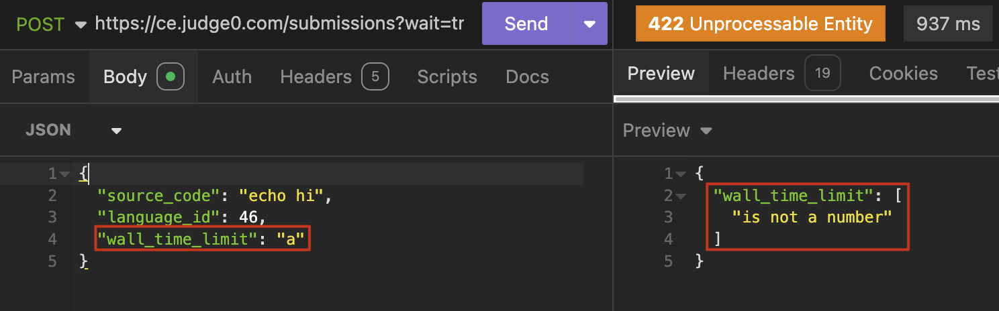 POST https://ce.judge0.com/submissions?wait=tr Send 422 Unprocessable Entity 937 ms
Params Body Auth Headers 5 Scripts Docs
Preview Headers 19 Cookies Test
JSON
Preview
1 {
2 "source_code": "echo hi",
3 "language_id": 46,
4 "wall_time_limit": "a"
5 }
1 {
2 "wall_time_limit": [
3 "is not a number"
4 ]
5 }